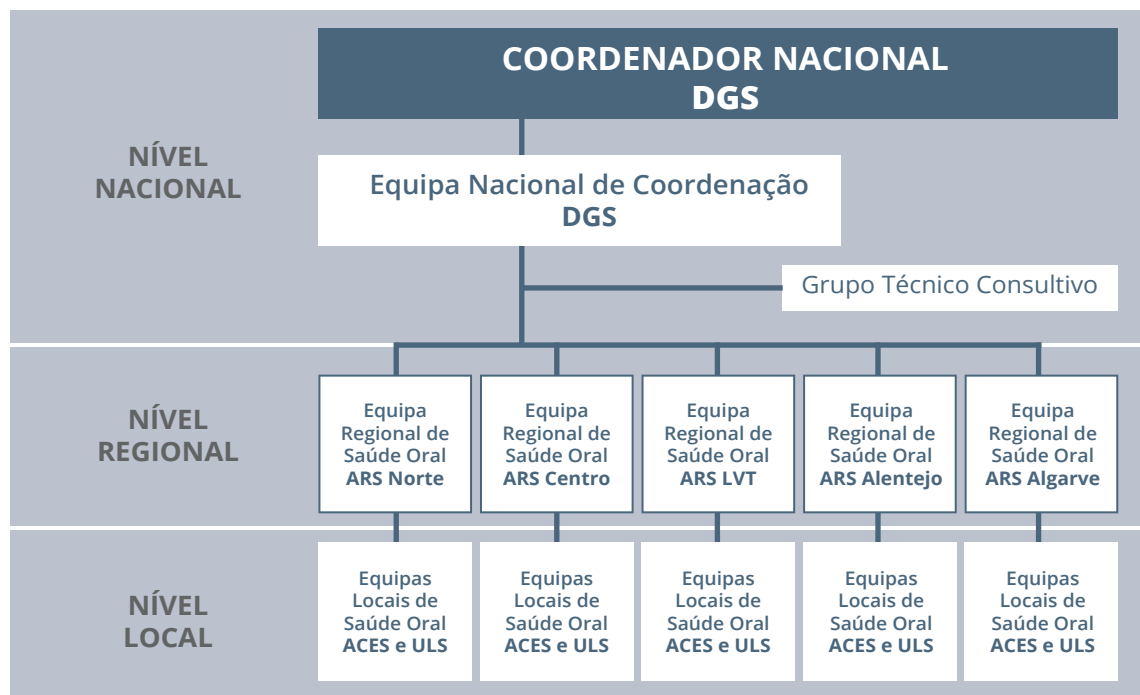 COORDENADOR NACIONAL
DGS
NÍVEL
NACIONAL
Equipa Nacional de Coordenação
DGS
Grupo Técnico Consultivo
NÍVEL
REGIONAL
Equipa
Regional de
Saúde Oral
ARS Norte
Equipa
Regional de
Saúde Oral
ARS Centro
Equipa
Regional de
Saúde Oral
ARS LVT
Equipa
Regional de
Saúde Oral
ARS Alentejo
Equipa
Regional de
Saúde Oral
ARS Algarve
NÍVEL
LOCAL
Equipas
Locais de
Saúde Oral
ACES e ULS
Equipas
Locais de
Saúde Oral
ACES e ULS
Equipas
Locais de
Saúde Oral
ACES e ULS
Equipas
Locais de
Saúde Oral
ACES e ULS
Equipas
Locais de
Saúde Oral
ACES e ULS